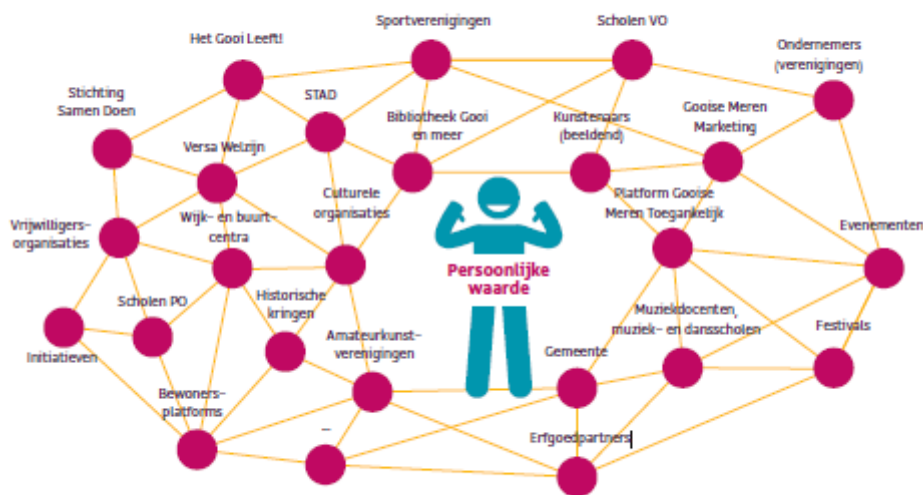 Sportverenigingen
Scholen VO
Het Gooi Leeft!
Ondernemers
(verenigingen)
Stichting
Samen Doen
STAD
Bibliotheek Gooi
en meer
Kunstenaars
(beeldend)
Gooise Meren
Marketing
Versa Welzijn
Culturele
organisaties
Platform Gooise
Meren Toegankelijk
Vrijwilligers-
organisaties
Wijk- en buurt-
centra
Evenementen
Persoonlijke
waarde
Scholen PO
Historische
kringen
Muziekdocenten,
muziek- en dansscholen
Festivals
Initiatieven
Amateurkunst-
verenigingen
Gemeente
Bewoners-
platforms
...
Erfgoedpartners